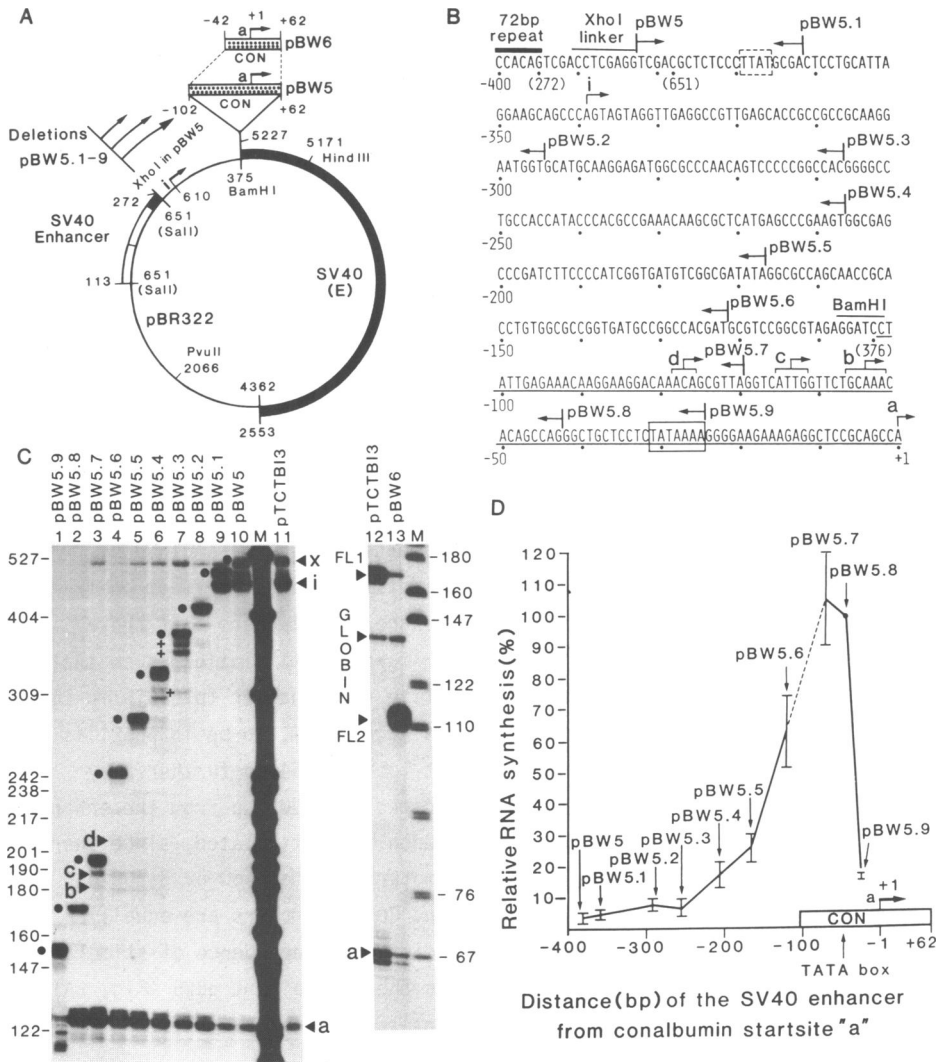 A
-42 +1 +62
a
pBW6
CON
a
pBW5
CON
-102 +62
Deletions
pBW5.1-9
XhoI in pBW5
5227
5171
HindIII
375
BamHI
272
i
610
651
(SalI)
SV40
Enhancer
113
651
(SalI)
pBR322
SV40
(E)
PvuII
2066
4362
2553
B
72bp
repeat
XhoI
linker
pBW5
pBW5.1
CCACAGTCGACCTCGAGGTCGACGCTCTCCCTTATGCGACTCCTGCATTA
-400 (272) (651)
i
GGAAGCAGCCCAGTAGTAGGTTGAGGCCGTTGAGCACCGCCGCCGCAAGG
-350
pBW5.2 pBW5.3
AATGGTGCATGCAAGGAGATGGCGCCCAACAGTCCCCCGGCCACGGGGCC
-300
pBW5.4
TGCCACCATACCCACGCCGAAACAAGCGCTCATGAGCCCGAAGTGGCGAG
-250
pBW5.5
CCCGATCTTCCCCATCGGTGATGTCGGCGATATAGGCGCCAGCAACCGCA
-200
pBW5.6 BamHI
CCTGTGGCGCCGGTGATGCCGGCCACGATGCGTCCGGCGTAGAGGATCCT
-150 (376)
d pBW5.7 c b
ATTGAGAAACAAGGAAGGACAAACAGCGTTAGGTCATTGGTTCTGCAAAC
-100
pBW5.8 pBW5.9 a
ACAGCCAGGGCTGCTCCTCTATAAAAGGGGAAGAAAGAGGCTCCGCAGCCA
-50 +1
C
pBW5.9 pBW5.8 pBW5.7 pBW5.6 pBW5.5 pBW5.4 pBW5.3 pBW5.2 pBW5.1 pBW5 pTCTBI3
1 2 3 4 5 6 7 8 9 10 M 11
527
404
309
242
238
217
201
190
180
160
147
122
x
i
d
c
b
+
+
+
a
pTCTBI3 pBW6
12 13 M
FL1
GLOBIN
FL2
a
180
160
147
122
110
76
67
D
Relative RNA synthesis(%)
120
110
100
90
80
70
60
50
40
30
20
10
pBW5
pBW5.1
pBW5.2
pBW5.3
pBW5.4
pBW5.5
pBW5.6
pBW5.7
pBW5.8
pBW5.9
a +1
CON
-400 -300 -200 -100 -1 +62
TATA box
Distance(bp) of the SV40 enhancer
from conalbumin startsite "a"